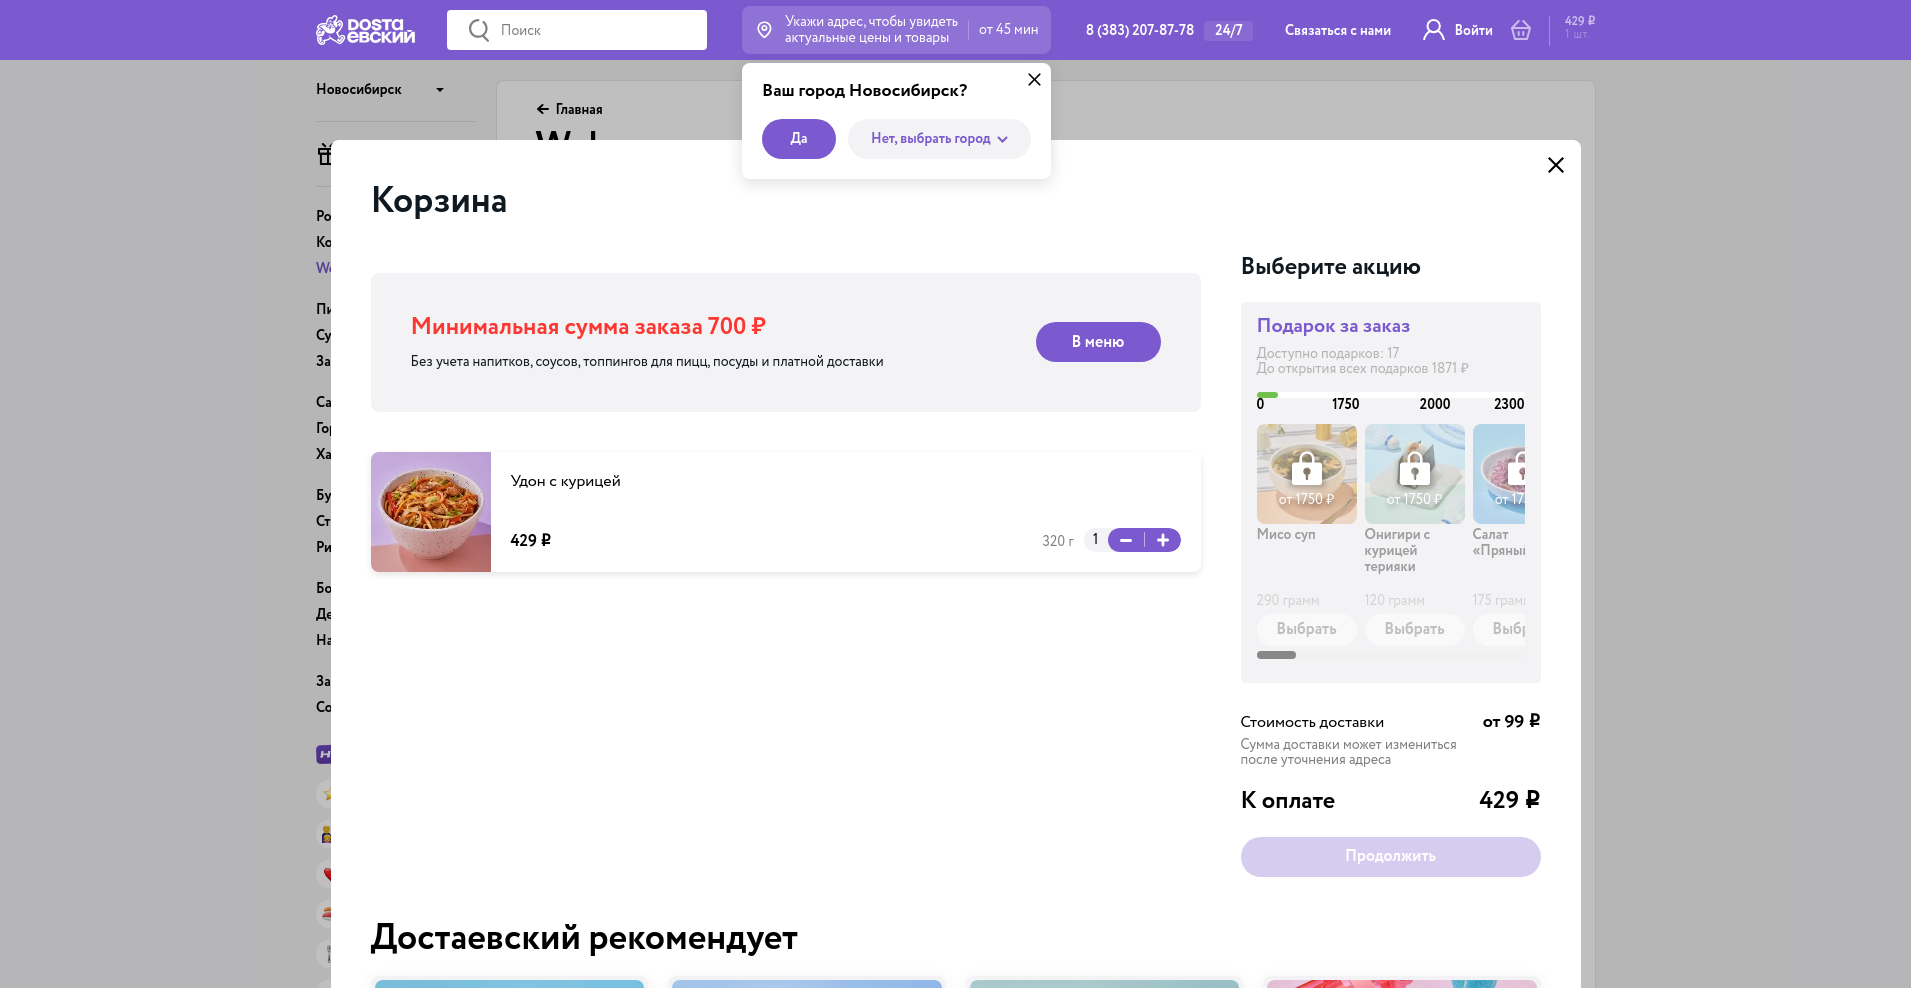 DOSTAЕВСКИЙ
Поиск
Укажи адрес, чтобы увидеть
актуальные цены и товары
от 45 мин
8 (383) 207-87-78
24/7
Связаться с нами
Войти
429 ₽
1 шт.
Новосибирск
Главная
Ваш город Новосибирск?
Да
Нет, выбрать город
Корзина
Минимальная сумма заказа 700 ₽
Без учета напитков, соусов, топпингов для пицц, посуды и платной доставки
В меню
Удон с курицей
429 ₽
320 г
1
Выберите акцию
Подарок за заказ
Доступно подарков: 17
До открытия всех подарков 1871 ₽
0 1750 2000 2300
от 1750 ₽ от 1750 ₽ от 17
Мисо суп
Онигири с
курицей
терияки
Салат
«Пряны
290 грамм 120 грамм 175 грам
Выбрать Выбрать Выбр
Стоимость доставки от 99 ₽
Сумма доставки может измениться
после уточнения адреса
К оплате 429 ₽
Продолжить
Достаевский рекомендует